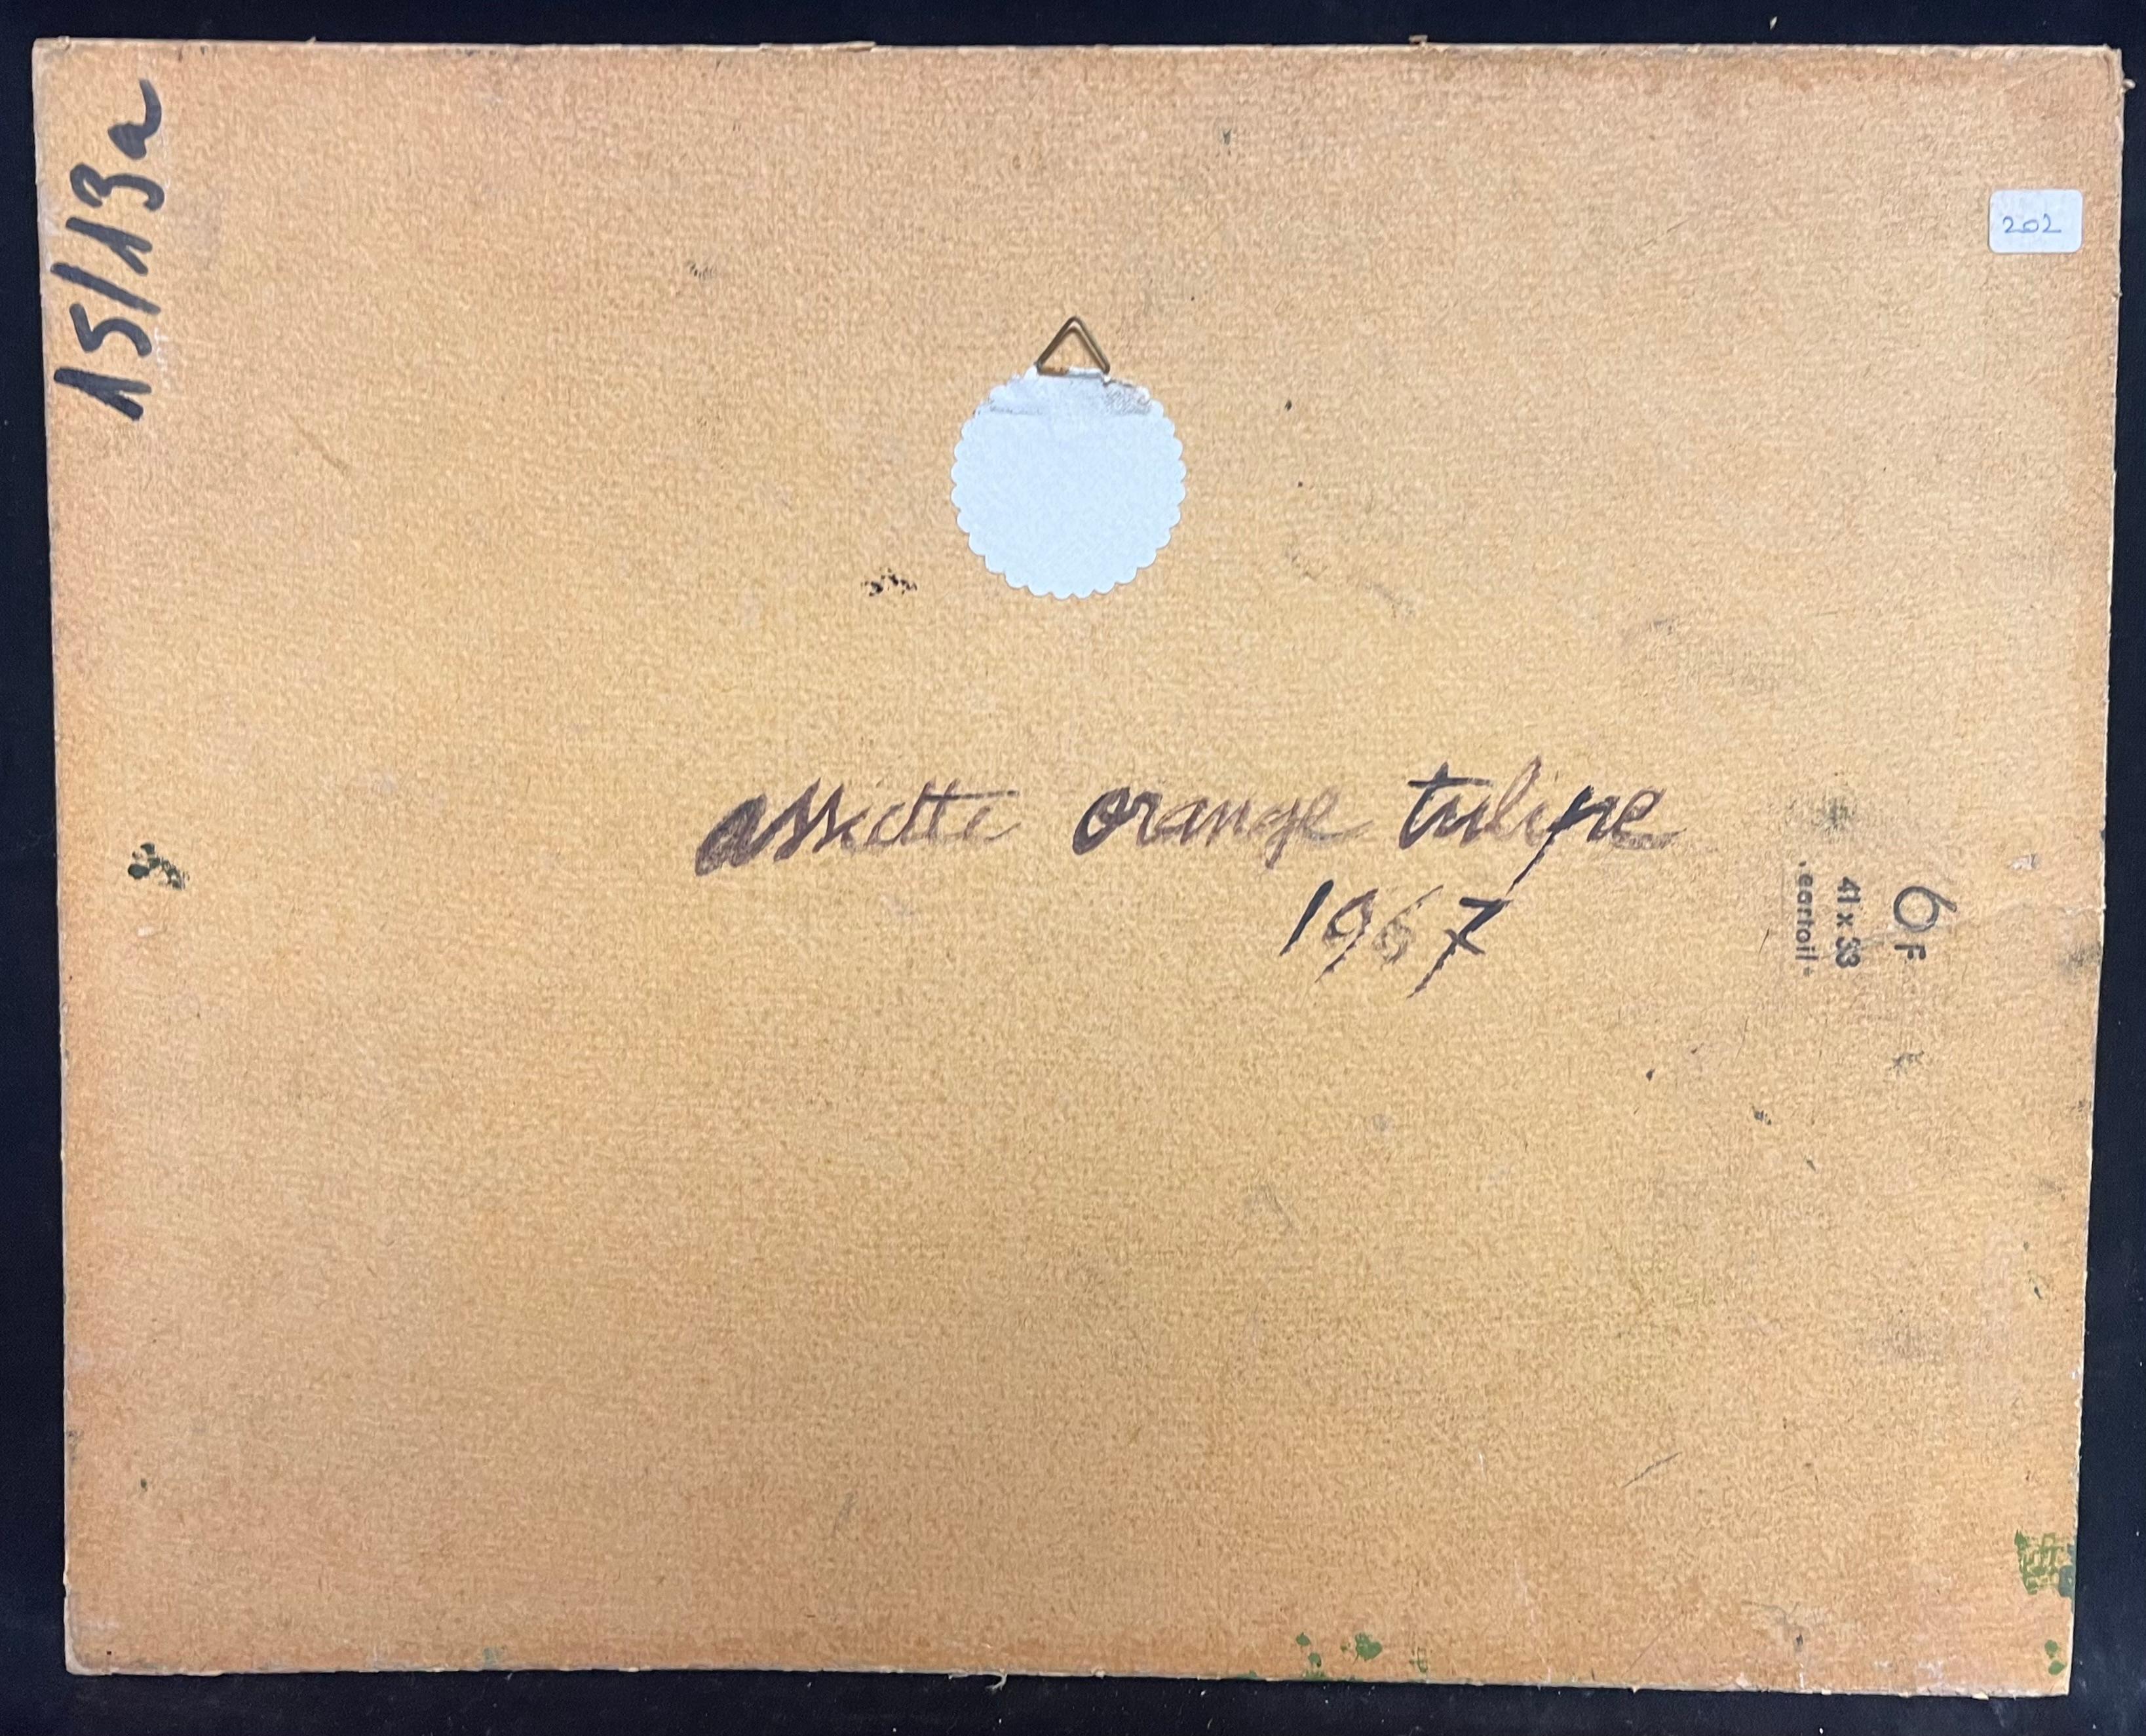 15/13a
202
assiette orange tulipe
1967
6F
41 x 33
"cartoil"